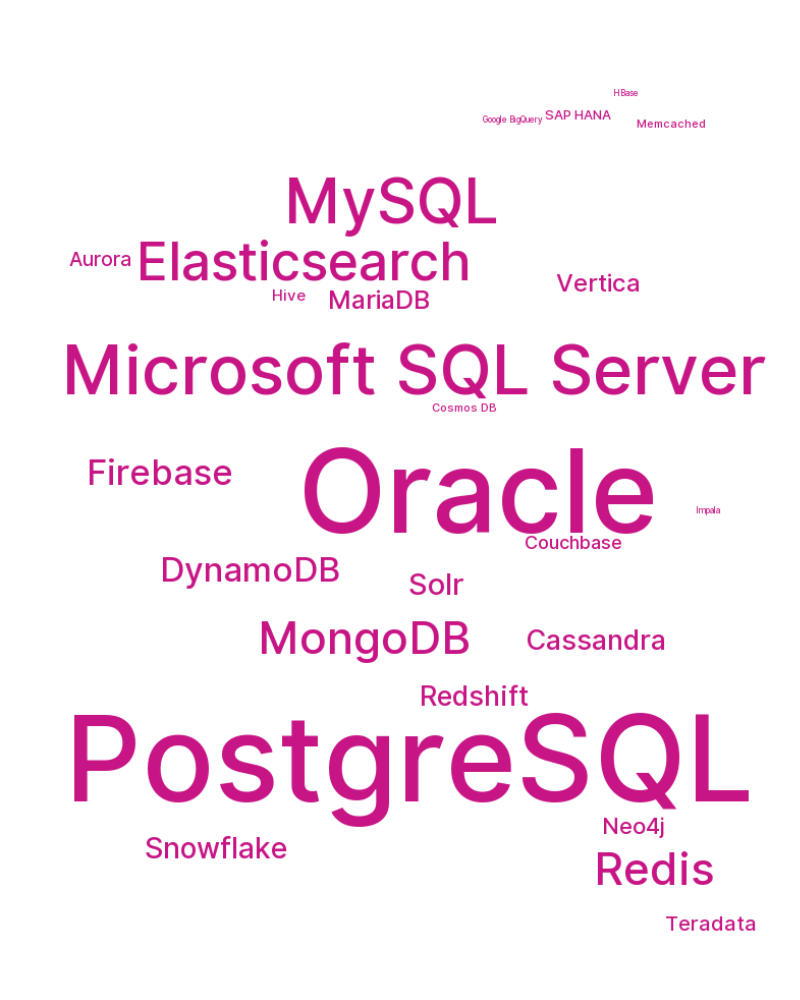 HBase
Google BigQuery
SAP HANA
Memcached
MySQL
Aurora
Elasticsearch
Vertica
Hive
MariaDB
Microsoft SQL Server
Cosmos DB
Firebase
Oracle
Impala
Couchbase
DynamoDB
Solr
MongoDB
Cassandra
Redshift
PostgreSQL
Neo4j
Snowflake
Redis
Teradata